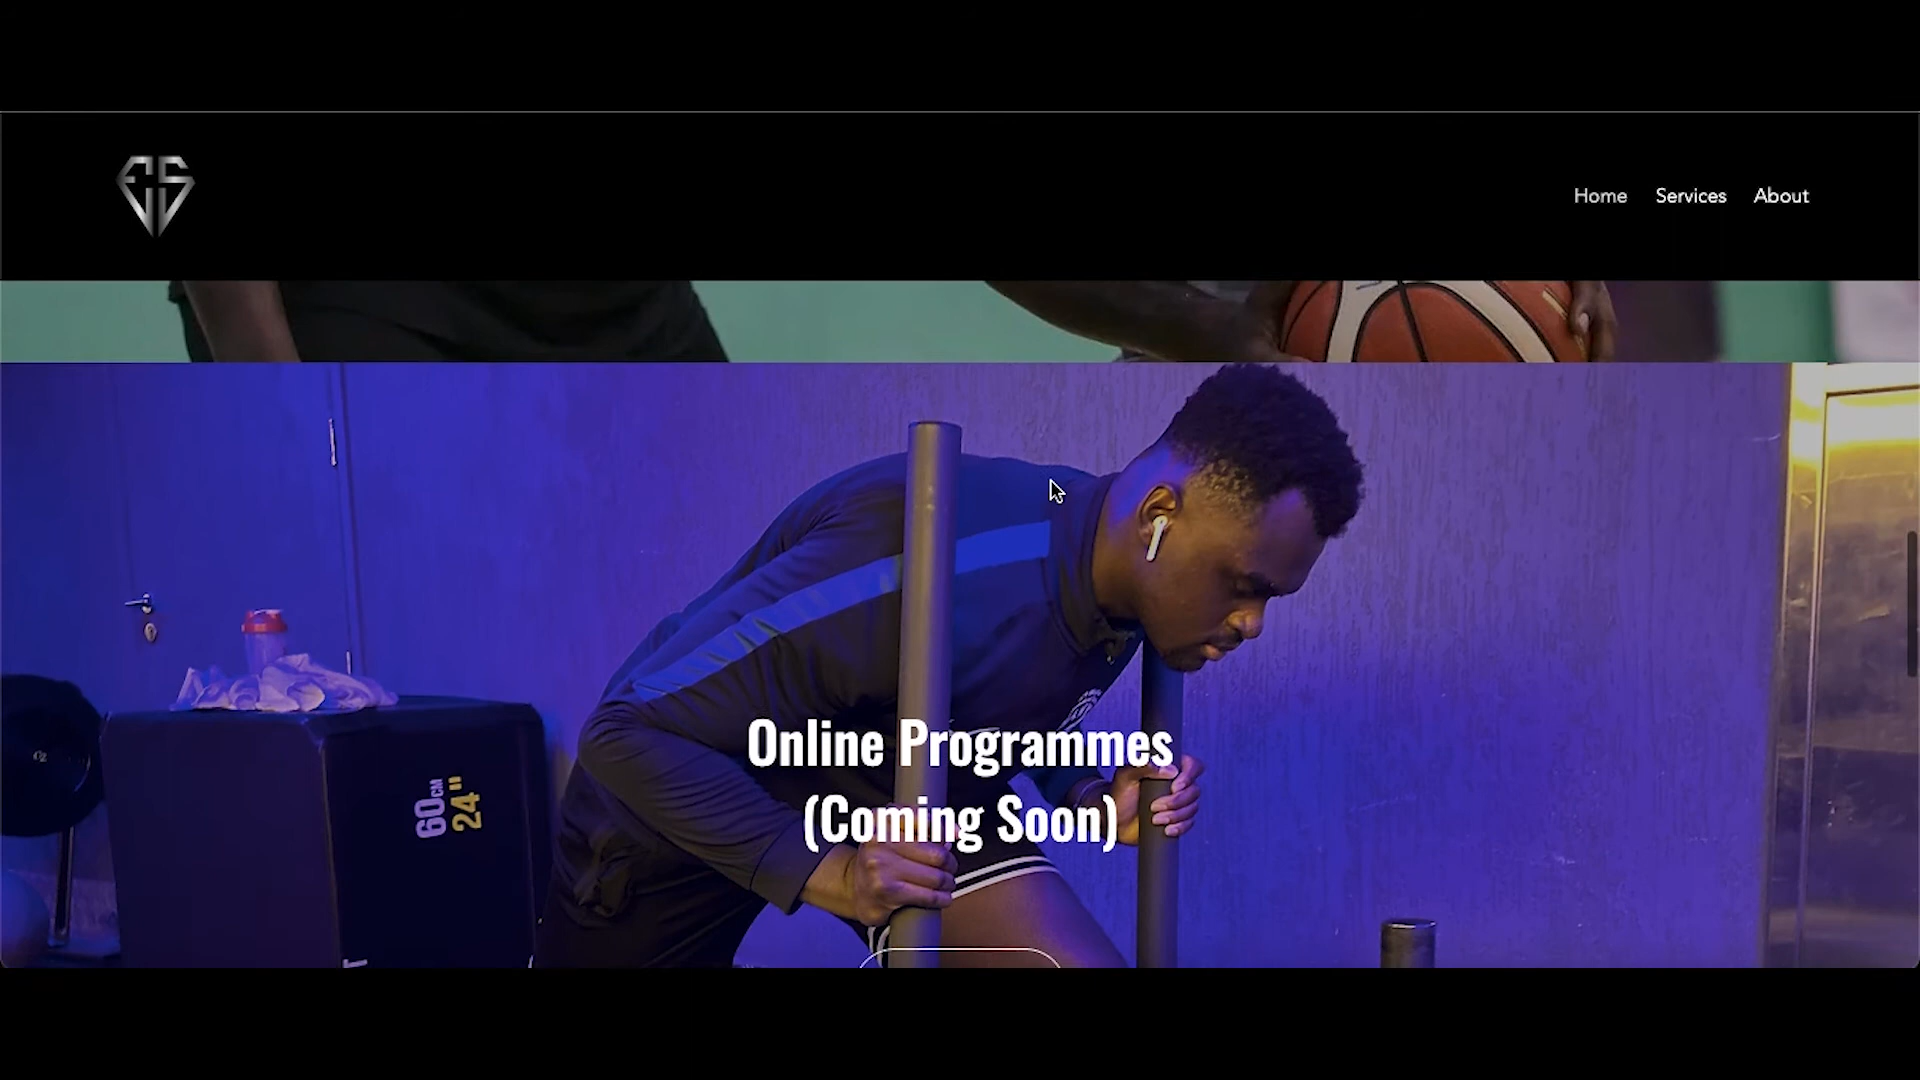 Home Services About
Online Programmes
(Coming Soon)
60CM
24"